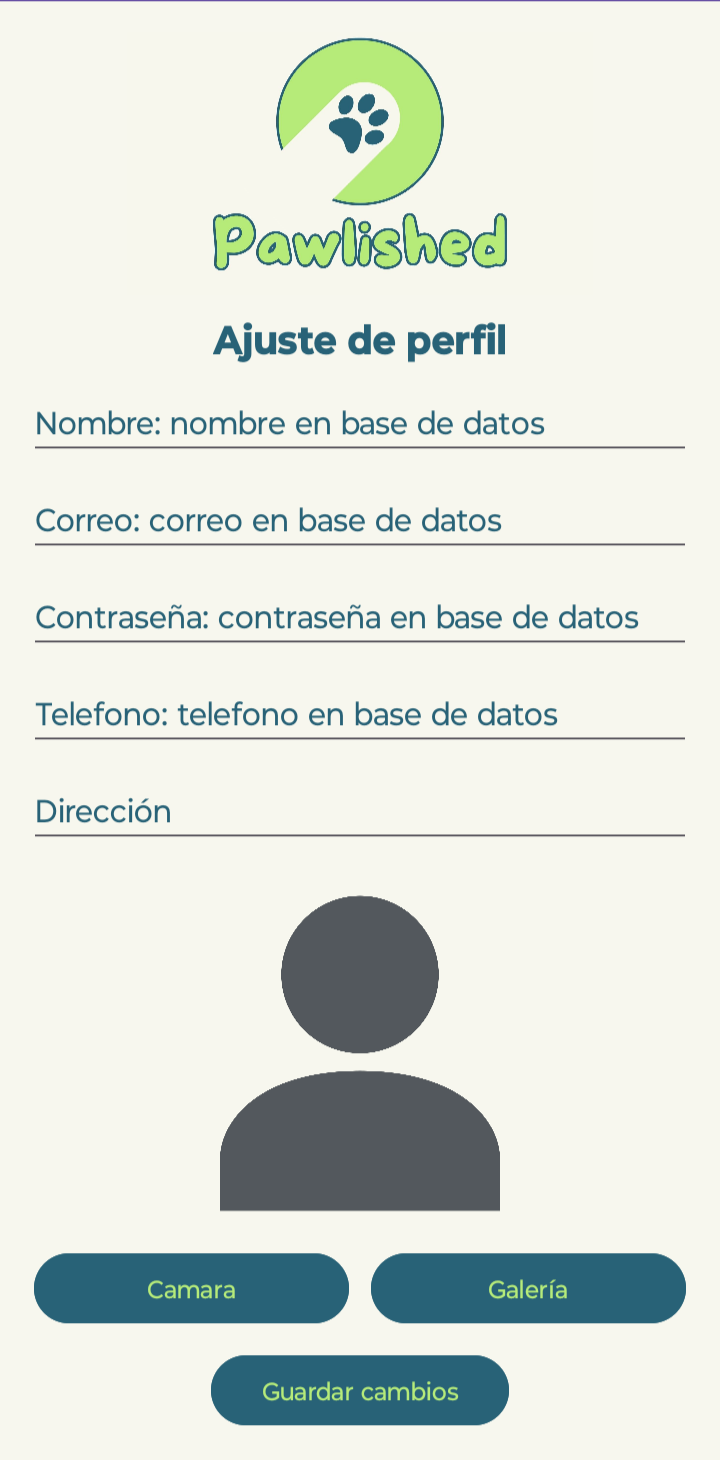 Pawlished
Ajuste de perfil
Nombre: nombre en base de datos
Correo: correo en base de datos
Contraseña: contraseña en base de datos
Telefono: telefono en base de datos
Dirección
Camara
Galería
Guardar cambios